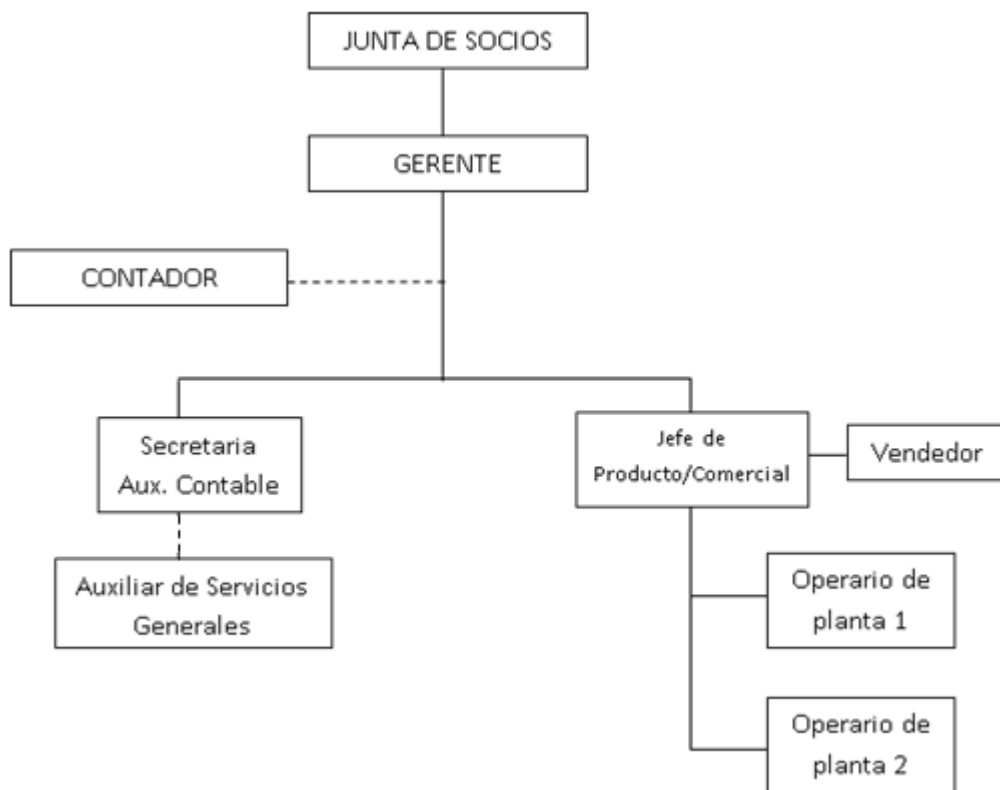 JUNTA DE SOCIOS
GERENTE
CONTADOR
Secretaria
Aux. Contable
Jefe de
Producto/Comercial
Vendedor
Auxiliar de Servicios
Generales
Operario de
planta 1
Operario de
planta 2